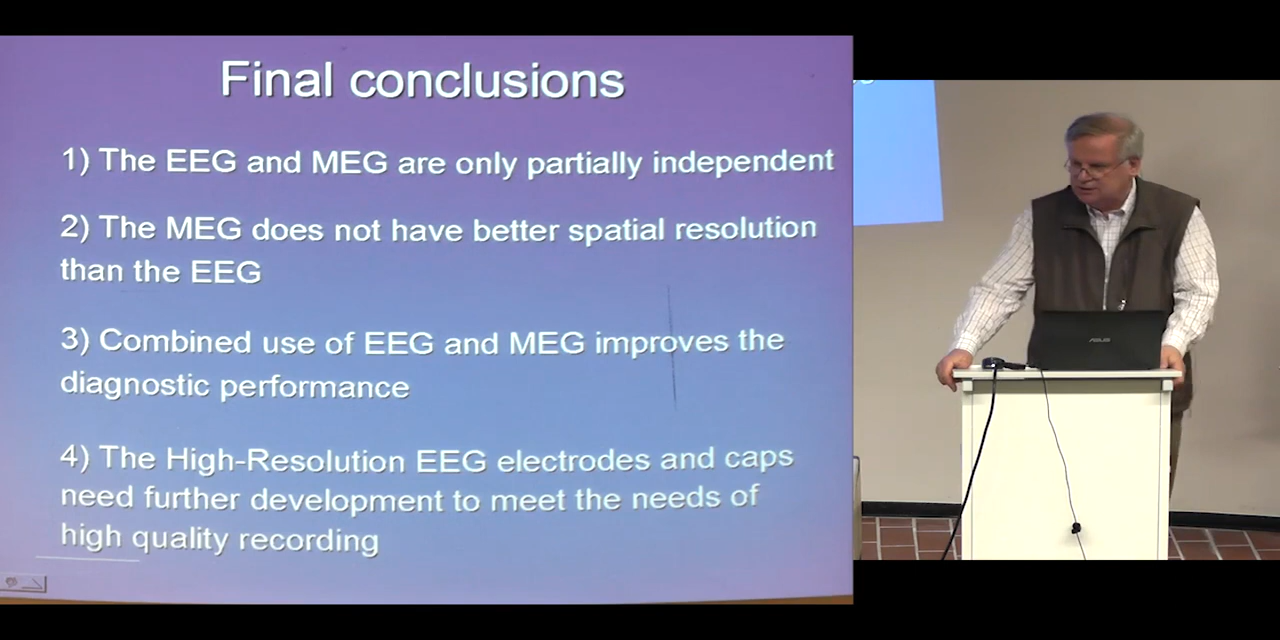 Final conclusions
1) The EEG and MEG are only partially independent
2) The MEG does not have better spatial resolution
than the EEG
3) Combined use of EEG and MEG improves the
diagnostic performance
4) The High-Resolution EEG electrodes and caps
need further development to meet the needs of
high quality recording
ASUS